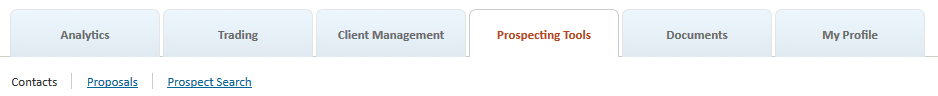 Analytics Trading Client Management Prospecting Tools Documents My Profile
Contacts Proposals Prospect Search